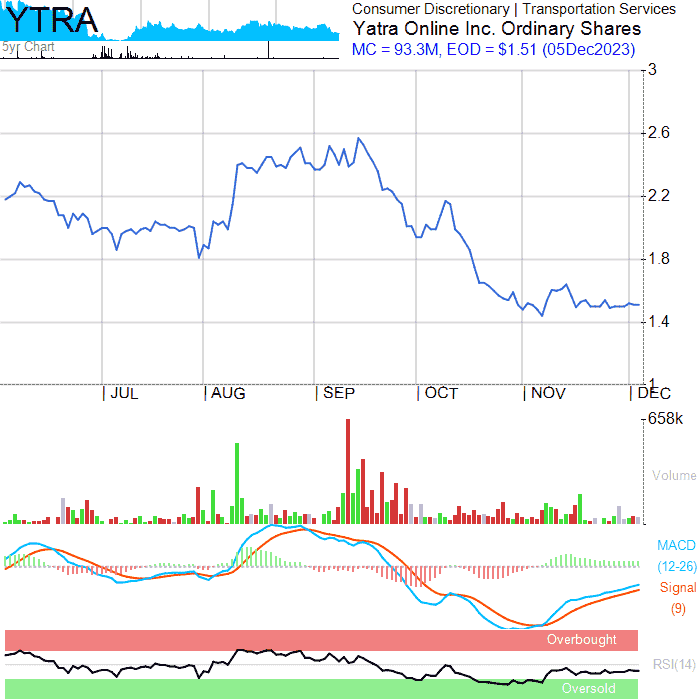 YTRA
5yr Chart
Consumer Discretionary | Transportation Services
Yatra Online Inc. Ordinary Shares
MC = 93.3M, EOD = $1.51 (05Dec2023)
3
2.6
2.2
1.8
1.4
1
JUL AUG SEP OCT NOV DEC
658k
Volume
MACD
(12-26)
Signal
(9)
Overbought
RSI(14)
Oversold